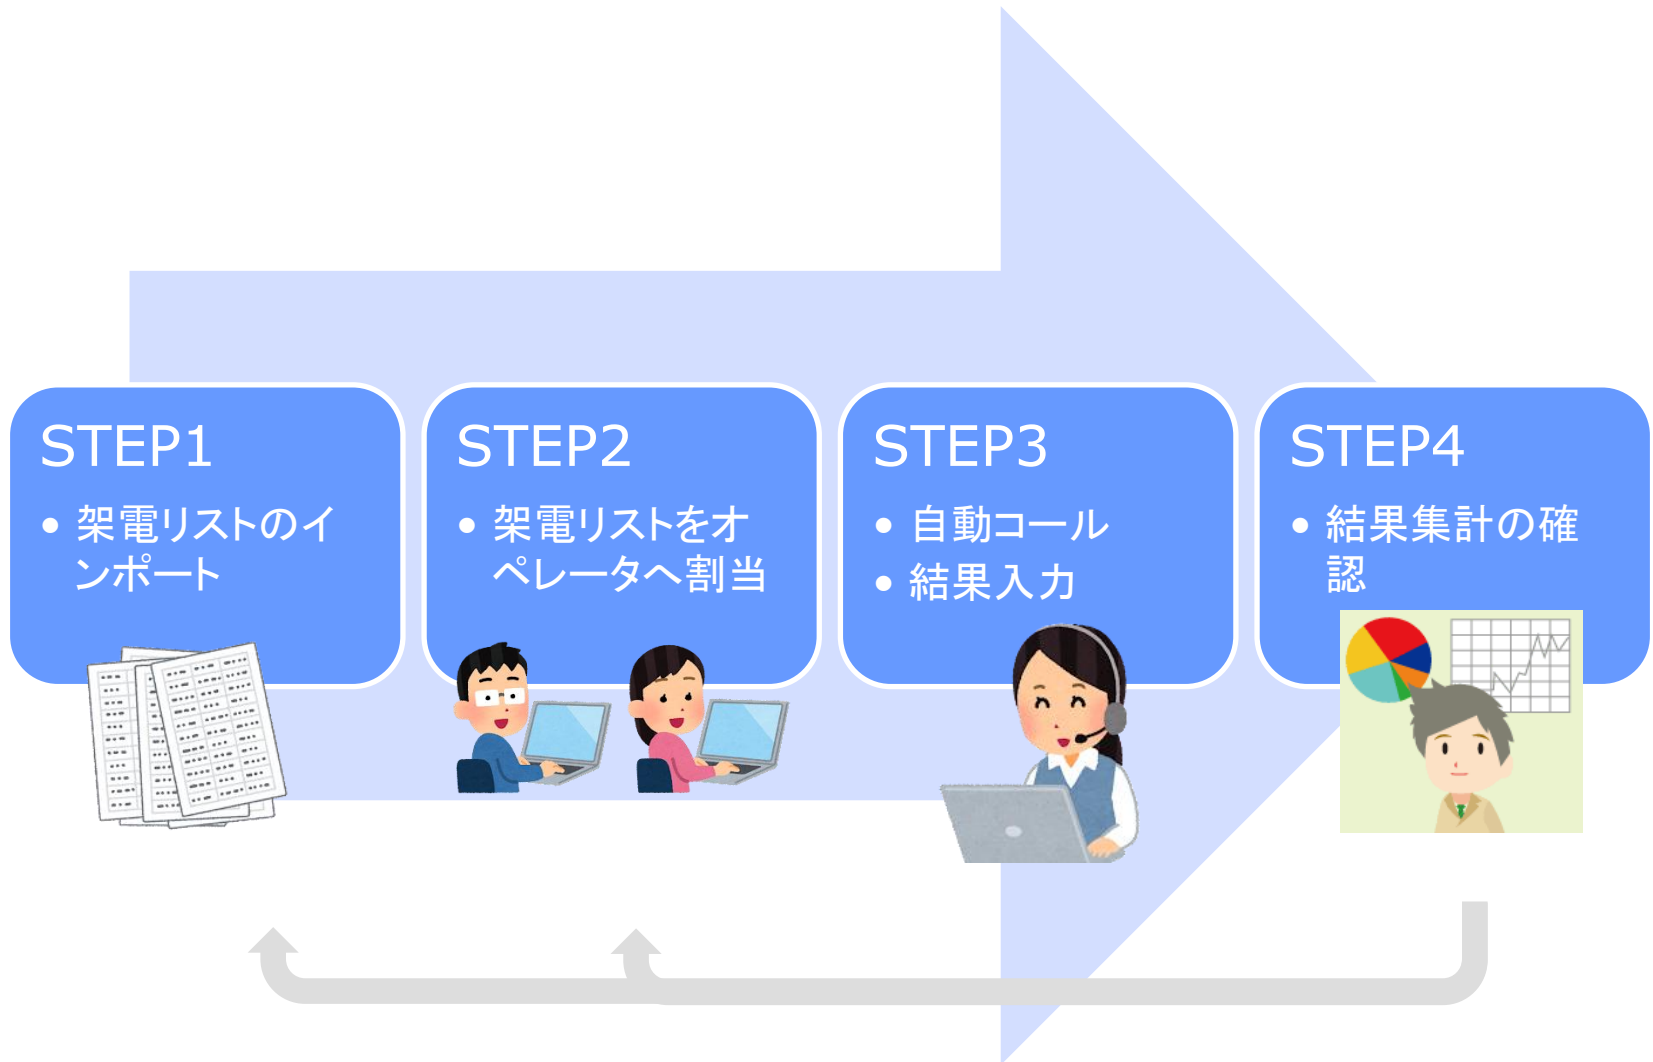 STEP1
• 架電リストのイ
ンポート
STEP2
• 架電リストをオ
ペレータへ割当
STEP3
• 自動コール
• 結果入力
STEP4
• 結果集計の確
認